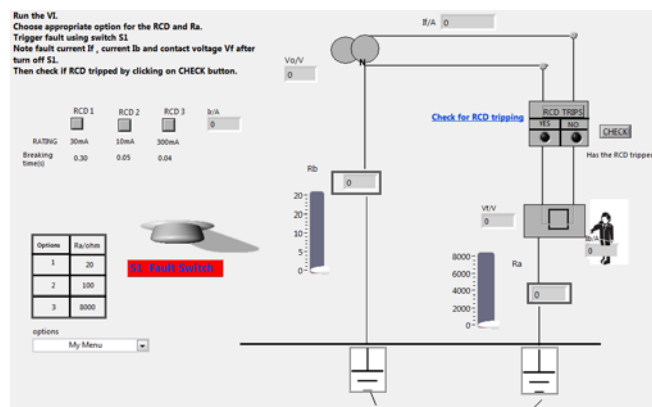 Run the VI.
Choose appropriate option for the RCD and Ra.
Trigger fault using switch S1
Note fault current If , current Ib and contact voltage Vf after
turn off S1.
Then check if RCD tripped by clicking on CHECK button.
If/A 0
N
Vo/V
0
RCD 1 RCD 2 RCD 3 Ir/A
0
RATING 30mA 10mA 300mA
Breaking
time(s) 0.30 0.05 0.04
Check for RCD tripping
RCD TRIPS
YES NO
CHECK
Has the RCD tripped
Rb
0
20
20
15
10
5
0
Vf/V
0
Ib/A
0
Ra
0
8000
6000
4000
2000
0
S1 Fault Switch
Options Ra/ohm
1 20
2 100
3 8000
options
My Menu